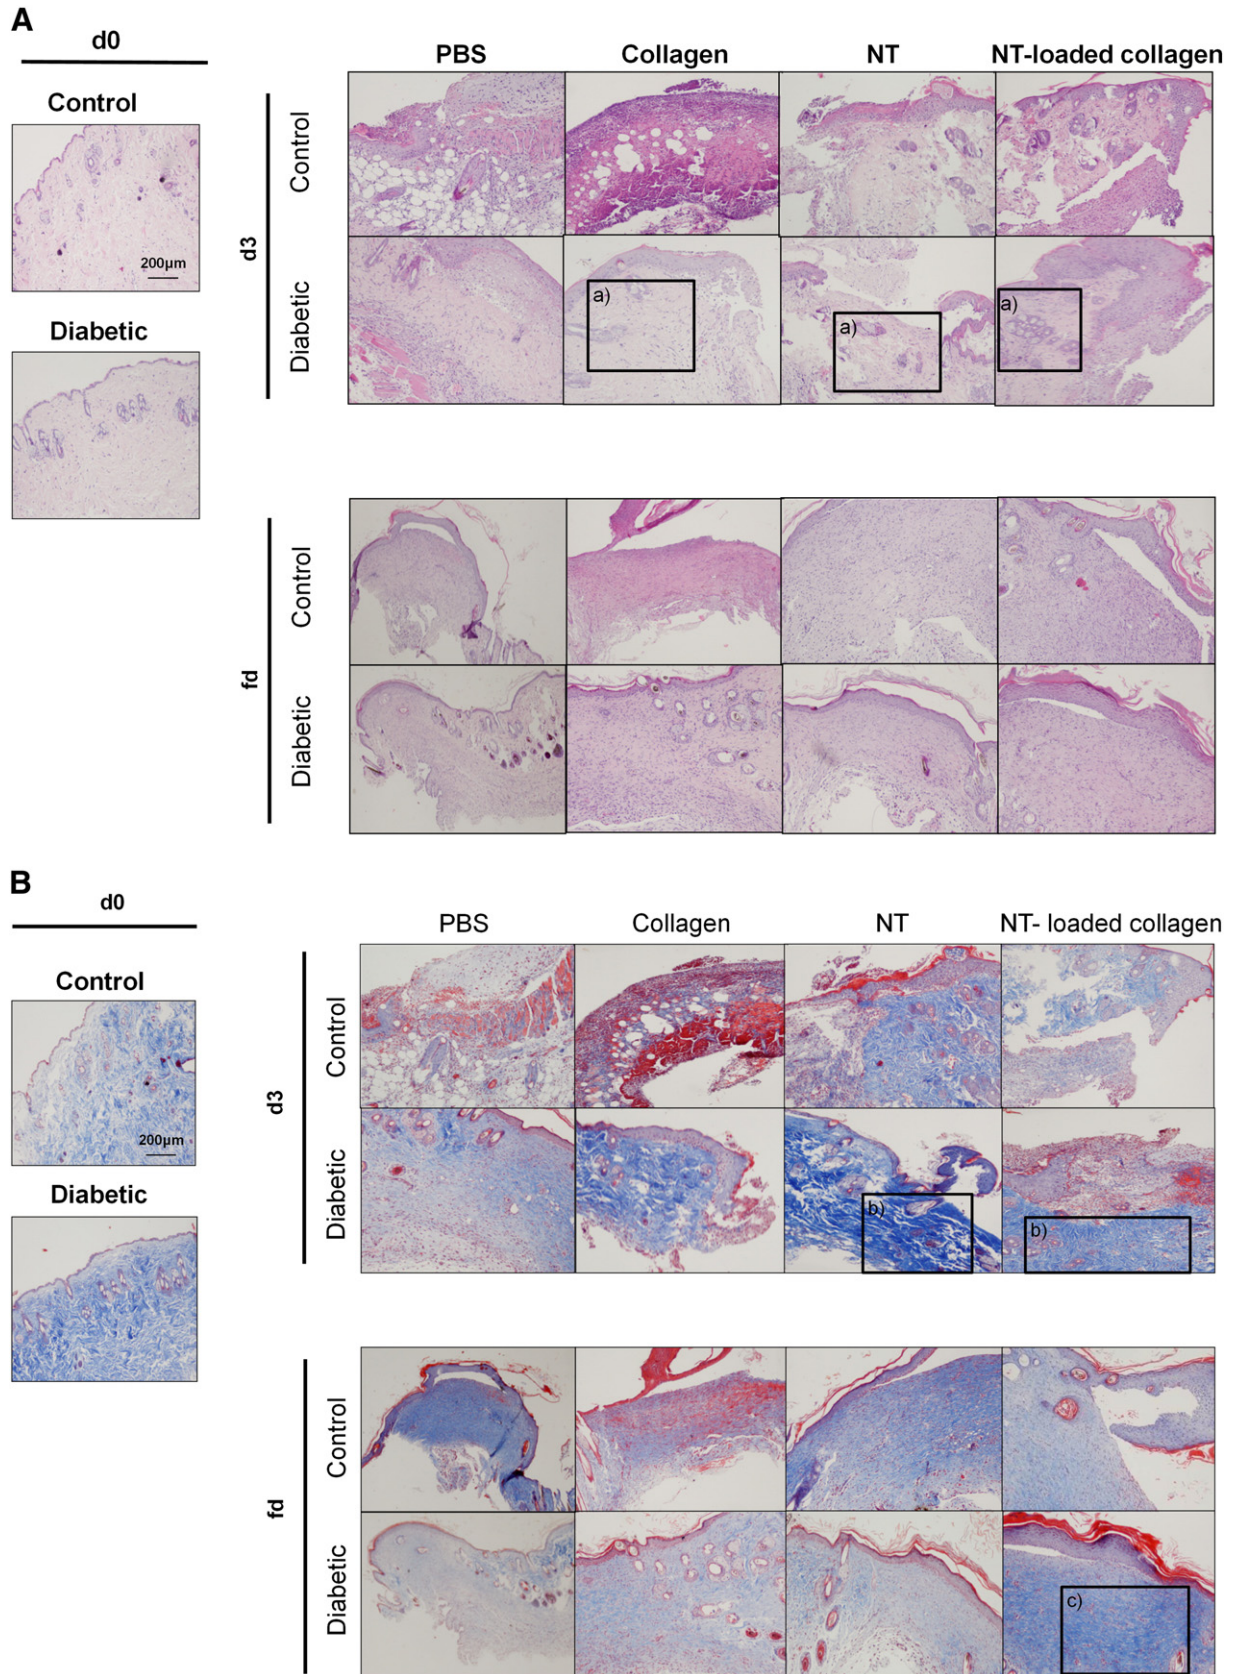 A
d0
Control
200µm
Diabetic
PBS Collagen NT NT-loaded collagen
d3
Control
Diabetic
a) a) a)
fd
Control
Diabetic
B
d0
Control
200µm
Diabetic
PBS Collagen NT NT- loaded collagen
d3
Control
Diabetic
b) b)
fd
Control
Diabetic
c)